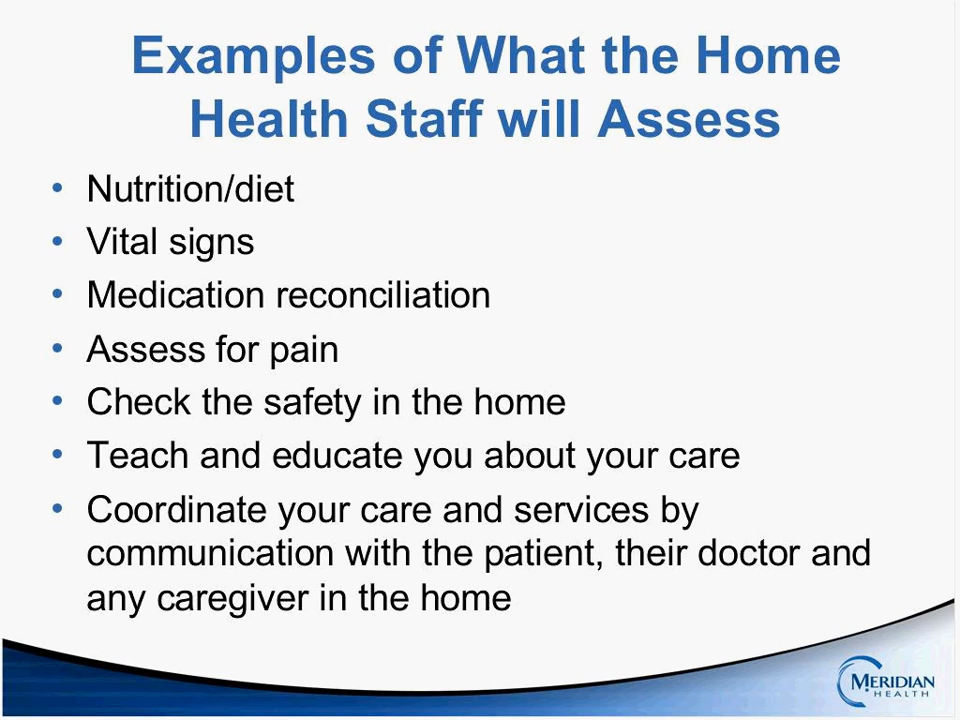 Examples of What the Home
Health Staff will Assess
• Nutrition/diet
• Vital signs
• Medication reconciliation
• Assess for pain
• Check the safety in the home
• Teach and educate you about your care
• Coordinate your care and services by
communication with the patient, their doctor and
any caregiver in the home
MERIDIAN
HEALTH